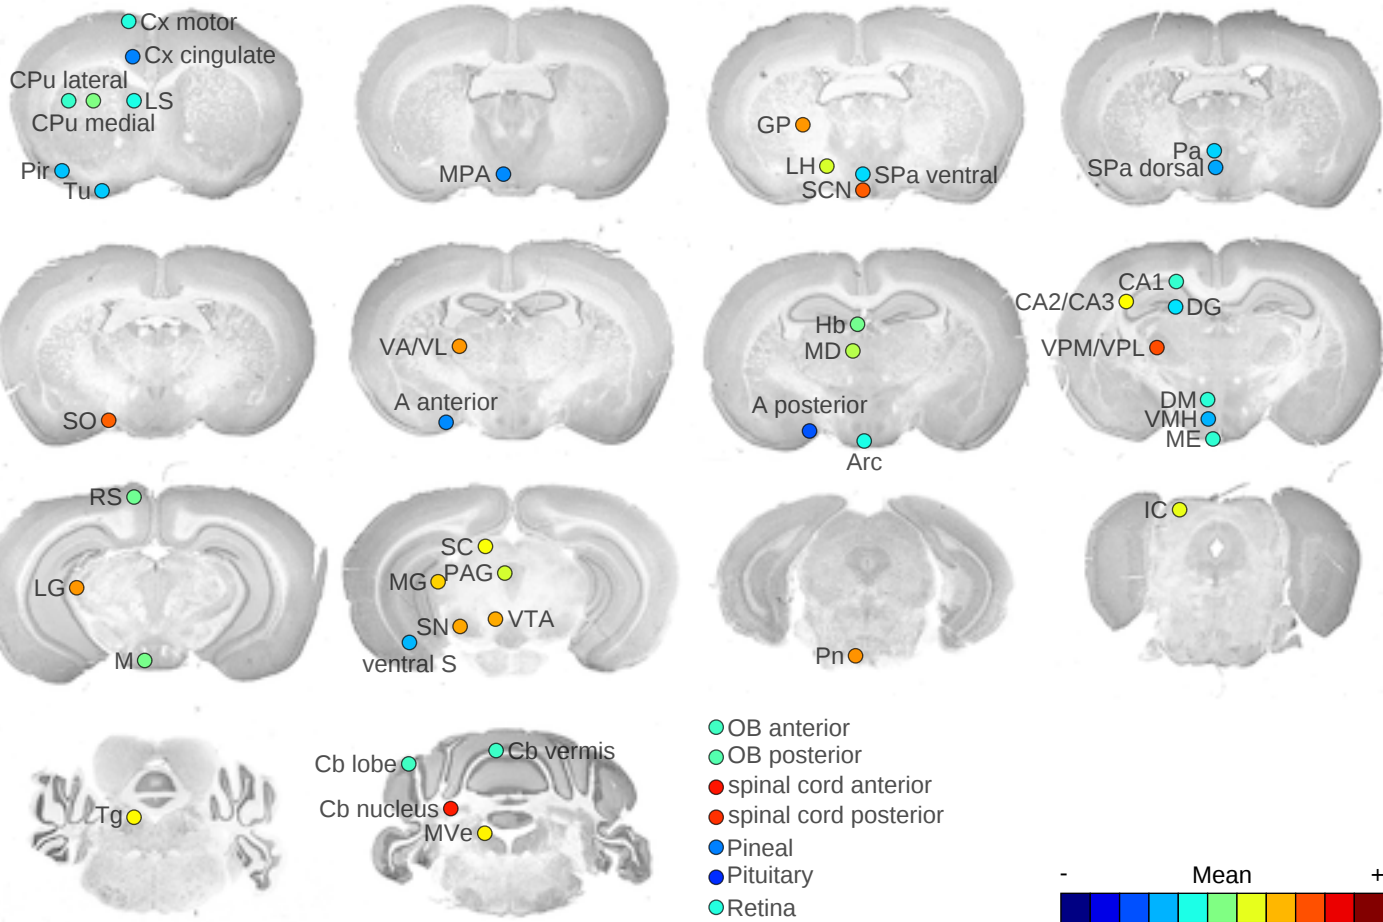 Cx motor
Cx cingulate
CPu lateral
LS
CPu medial
Pir
Tu
MPA
GP
LH
SPa ventral
SCN
Pa
SPa dorsal
SO
VA/VL
A anterior
Hb
MD
A posterior
Arc
CA1
CA2/CA3
DG
VPM/VPL
DM
VMH
ME
RS
LG
M
SC
MG
PAG
SN
VTA
ventral S
Pn
IC
Tg
Cb lobe
Cb vermis
Cb nucleus
MVe
OB anterior
OB posterior
spinal cord anterior
spinal cord posterior
Pineal
Pituitary
Retina
- Mean +